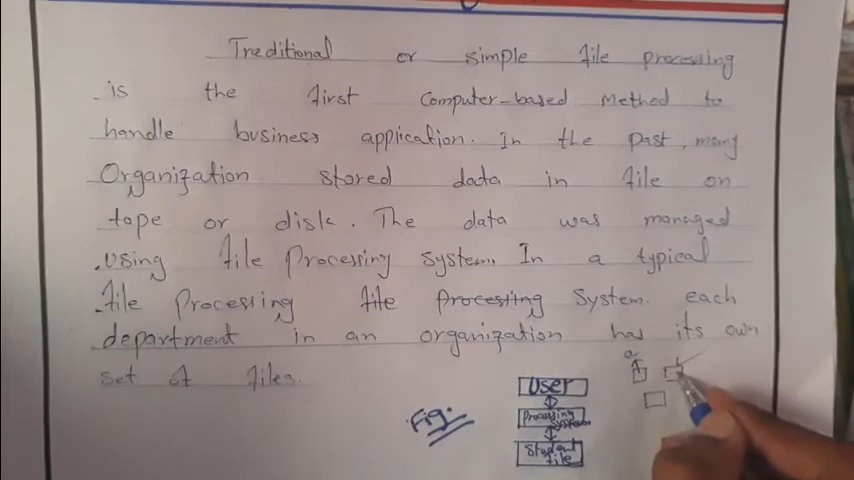 Treditional or simple file processing
is the first Computer-based Method to
handle business application. In the past, many
Organization stored data in file on
tape or disk. The data was managed
.using file Processing system. In a typical
.file Processing file Processing System. each
department in an organization has its own
set of files.
User
Processing System
Student file
Fig: